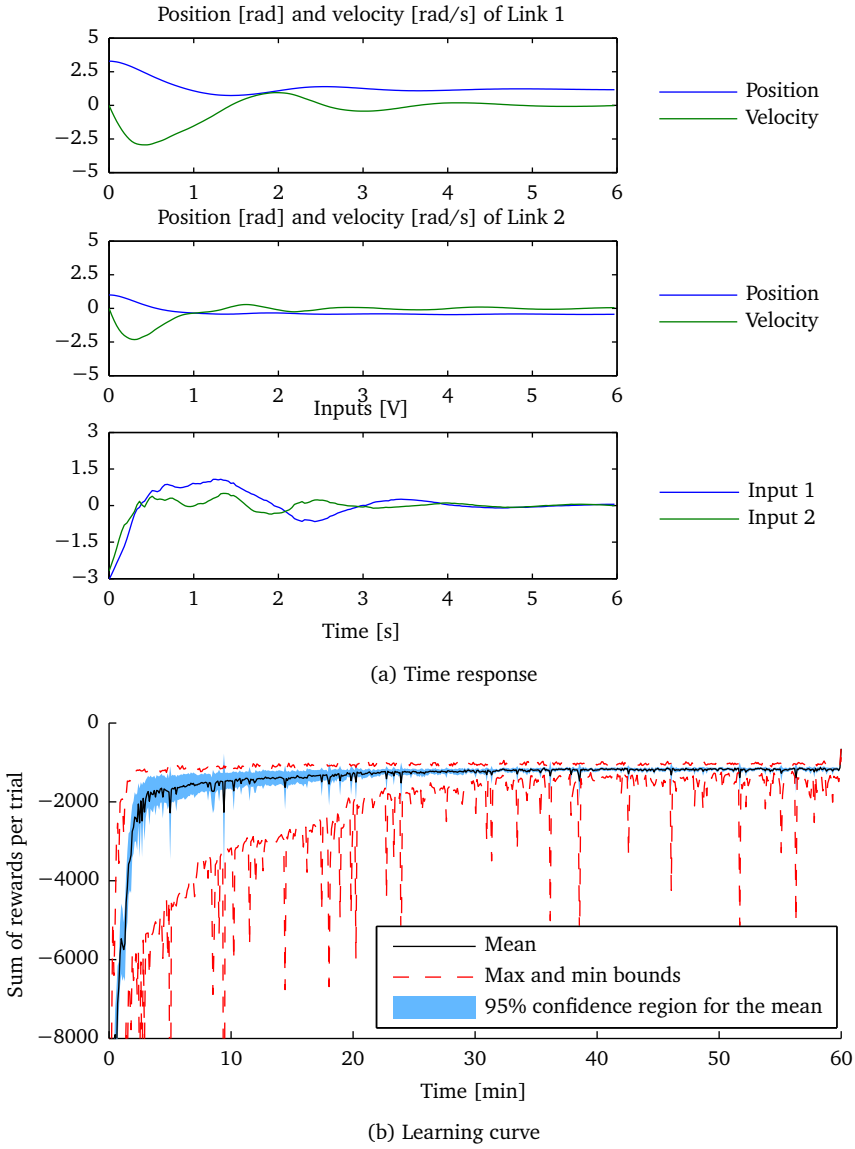 Position [rad] and velocity [rad/s] of Link 1
5
2.5
0
−2.5
−5
0 1 2 3 4 5 6
Position
Velocity
Position [rad] and velocity [rad/s] of Link 2
5
2.5
0
−2.5
−5
0 1 2 3 4 5 6
Position
Velocity
Inputs [V]
3
1.5
0
−1.5
−3
0 1 2 3 4 5 6
Input 1
Input 2
Time [s]
(a) Time response
0
−2000
−4000
−6000
−8000
Sum of rewards per trial
Mean
Max and min bounds
95% confidence region for the mean
0 10 20 30 40 50 60
Time [min]
(b) Learning curve